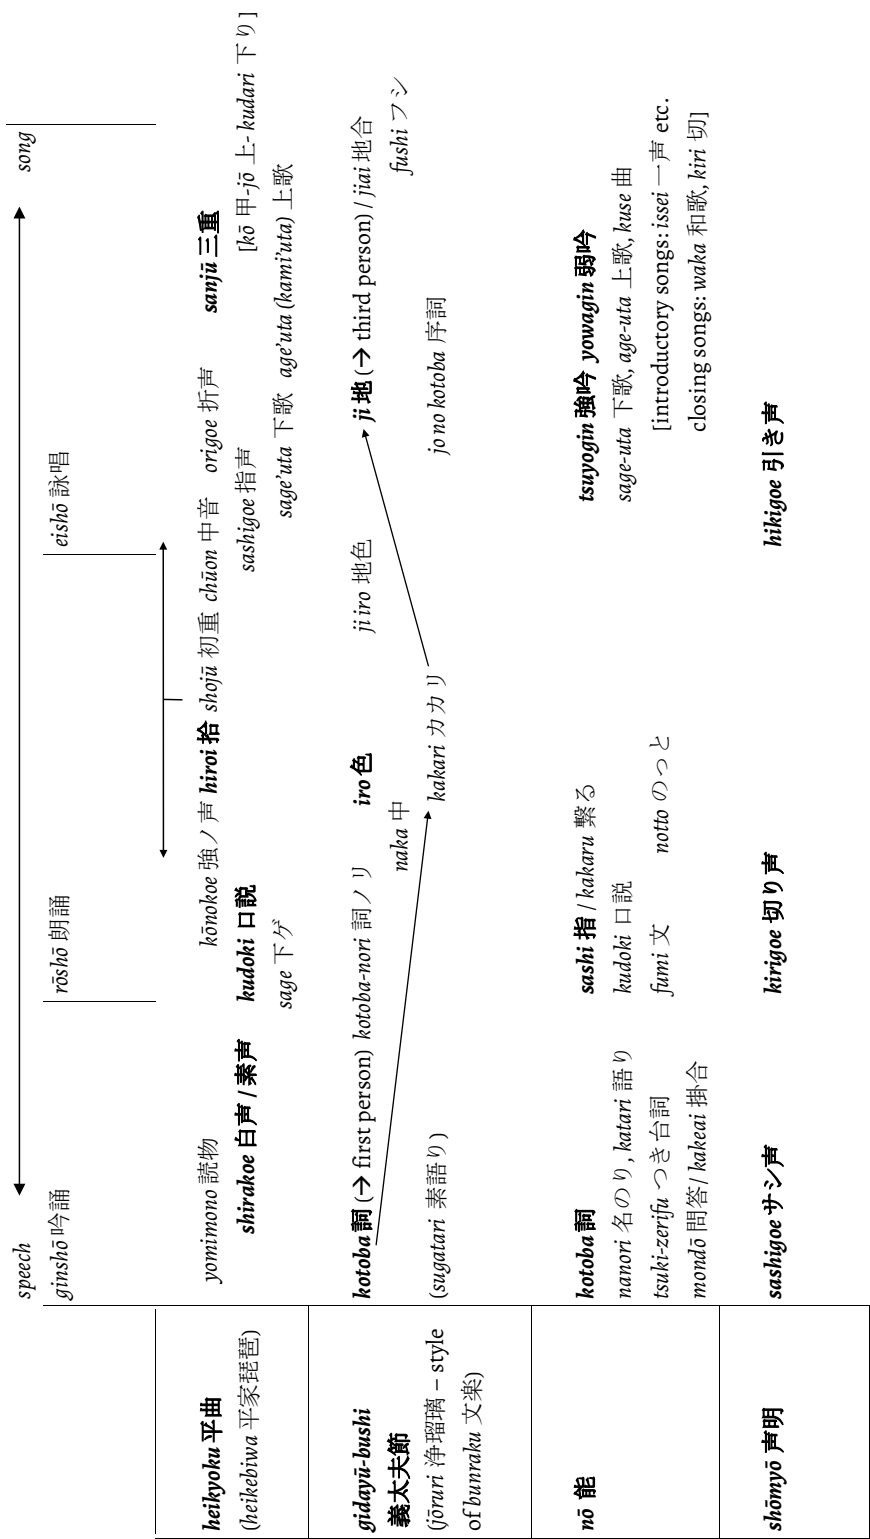 speech song
ginshō 吟誦 rōshō 朗誦 eishō 詠唱
heikyoku 平曲
(heikebiwa 平家琵琶)
yomimono 読物 kōnokoe 強ノ声 hiroi 拾 shojū 初重 chūon 中音 origoe 折声 sanjū 三重
shirakoe 白声 / 素声 kudoki 口説 sashigoe 指声 [kō 甲-jō 上- kudari 下り]
sage 下ゲ sage'uta 下歌 age'uta (kami'uta) 上歌
gidayū-bushi
義太夫節
(jōruri 浄瑠璃 – style
of bunraku 文楽)
kotoba 詞 (→ first person) kotoba-nori 詞ノリ iro 色 ji iro 地色 ji 地 (→ third person) / jiai 地合
naka 中 fushi フシ
(sugatari 素語り) kakari カカリ jo no kotoba 序詞
nō 能
kotoba 詞 sashi 指 / kakaru 繋る tsuyogin 強吟 yowagin 弱吟
nanori 名のり, katari 語り kudoki 口説 sage-uta 下歌, age-uta 上歌, kuse 曲
tsuki-zerifu つき台詞 fumi 文 notto のっと [introductory songs: issei 一声 etc.
mondō 問答/ kakeai 掛合 closing songs: waka 和歌, kiri 切]
shōmyō 声明
sashigoe サシ声 kirigoe 切り声 hikigoe 引き声